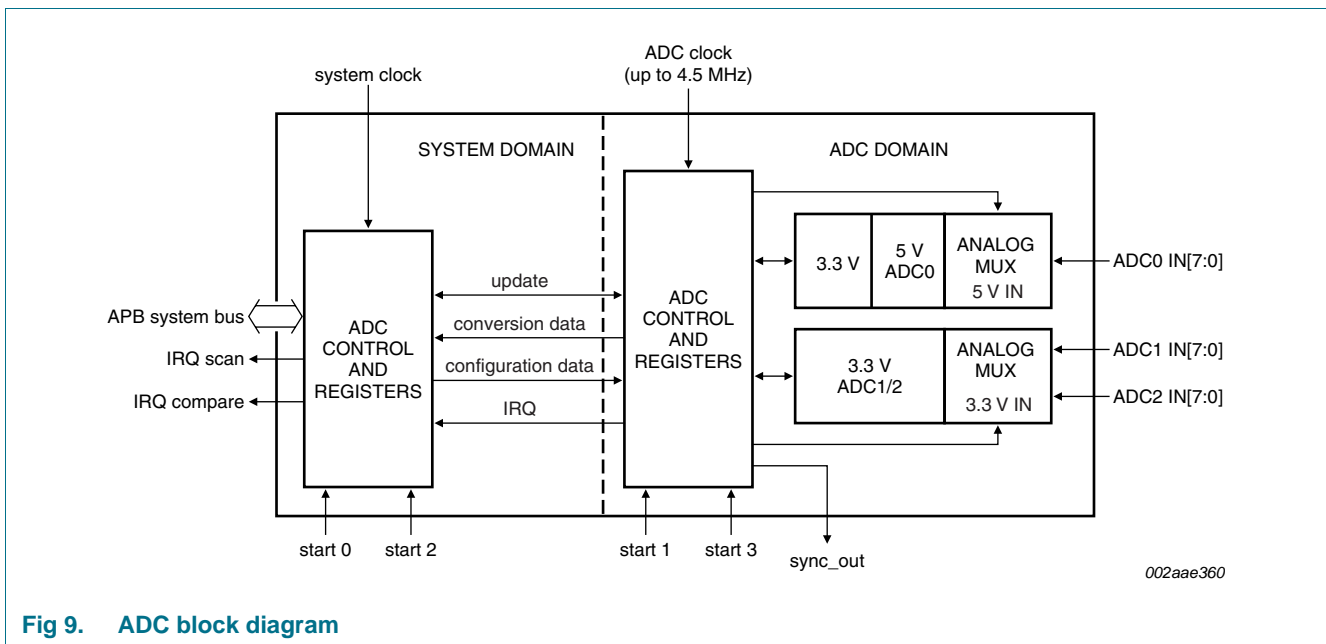 ADC clock
(up to 4.5 MHz)
system clock
SYSTEM DOMAIN
ADC DOMAIN
3.3 V
5 V
ADC0
ANALOG
MUX
5 V IN
ADC0 IN[7:0]
update
APB system bus
ADC
CONTROL
AND
REGISTERS
conversion data
ADC
CONTROL
AND
REGISTERS
IRQ scan
configuration data
3.3 V
ADC1/2
ANALOG
MUX
3.3 V IN
ADC1 IN[7:0]
ADC2 IN[7:0]
IRQ compare
IRQ
start 0
start 2
start 1
start 3
sync_out
002aae360
Fig 9. ADC block diagram